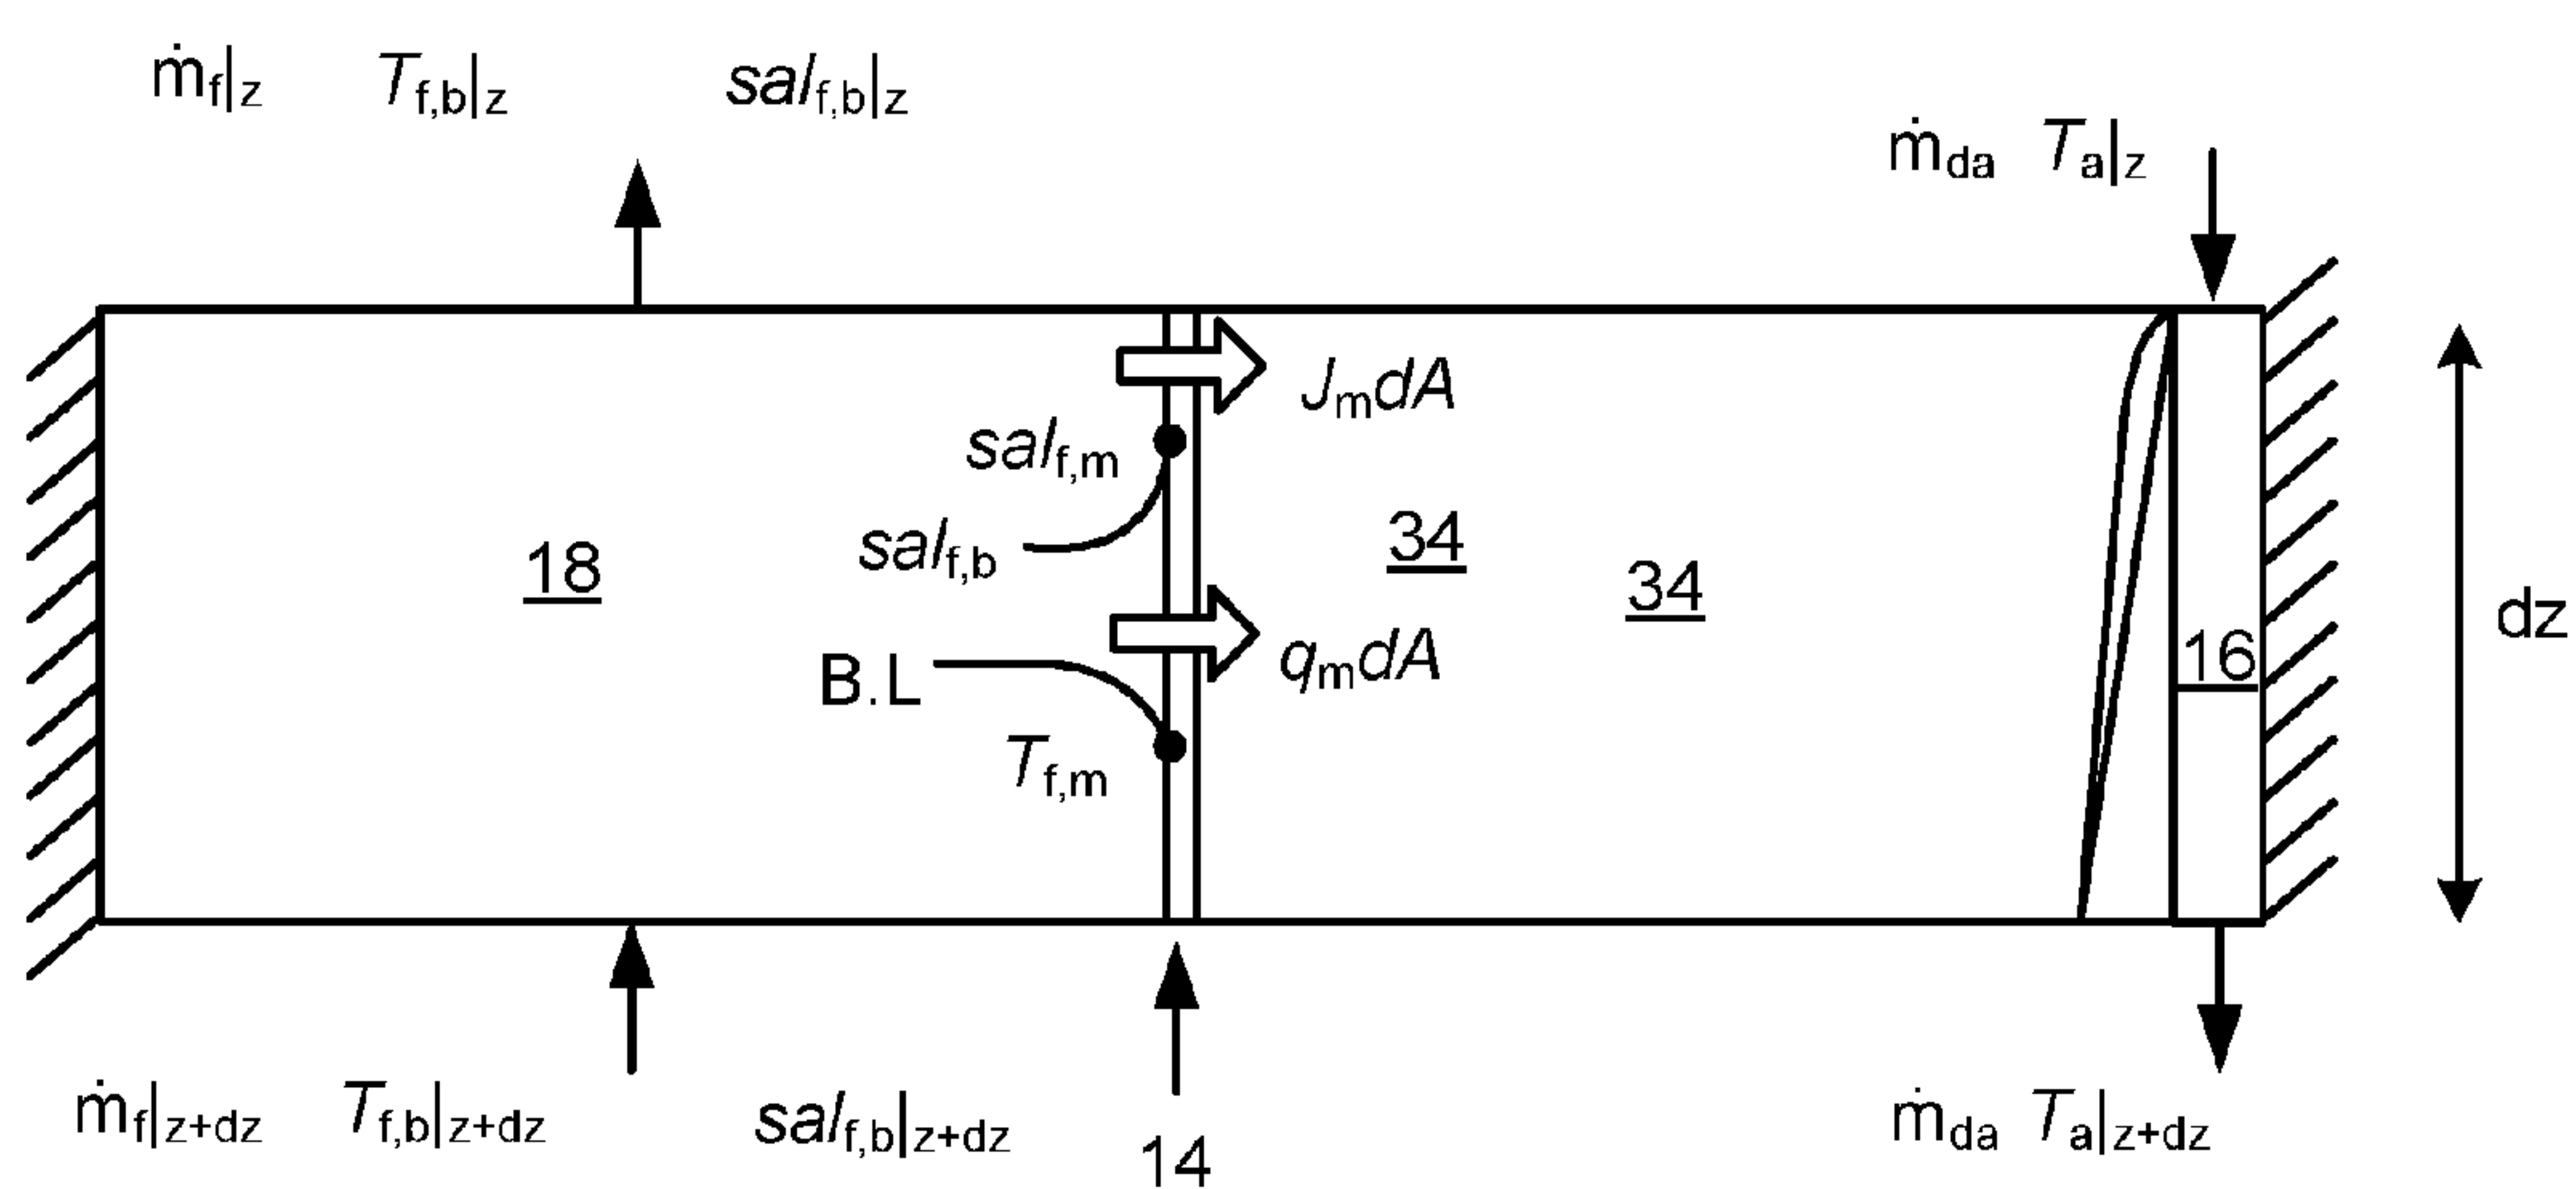 ṁf|z Tf,b|z salf,b|z
ṁda Ta|z
JmdA
salf,m
salf,b
18
34
34
16
dz
qmdA
B.L
Tf,m
ṁf|z+dz Tf,b|z+dz salf,b|z+dz
ṁda Ta|z+dz
14